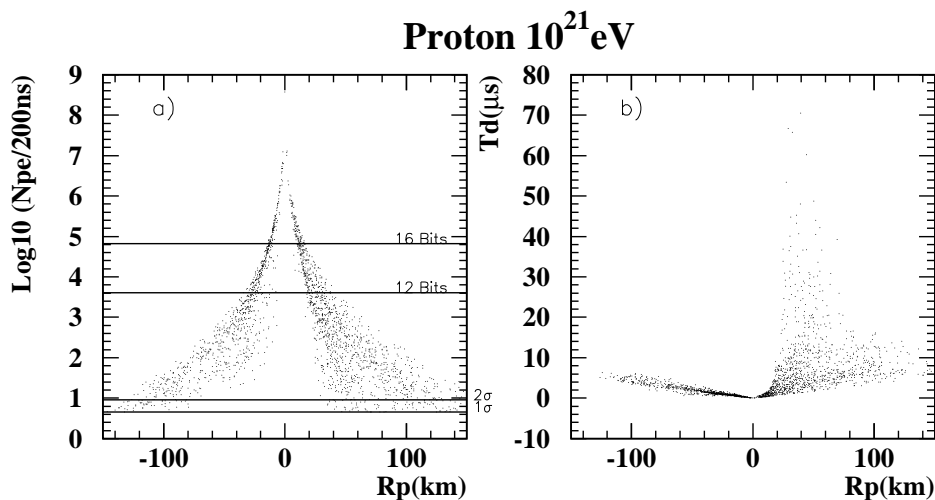 Proton 10^21eV
Log10 (Npe/200ns)
9
8
7
6
5
4
3
2
1
0
a)
16 Bits
12 Bits
2σ
1σ
-100
0
100
Rp(km)
Td(μs)
80
70
60
50
40
30
20
10
0
-10
b)
-100
0
100
Rp(km)